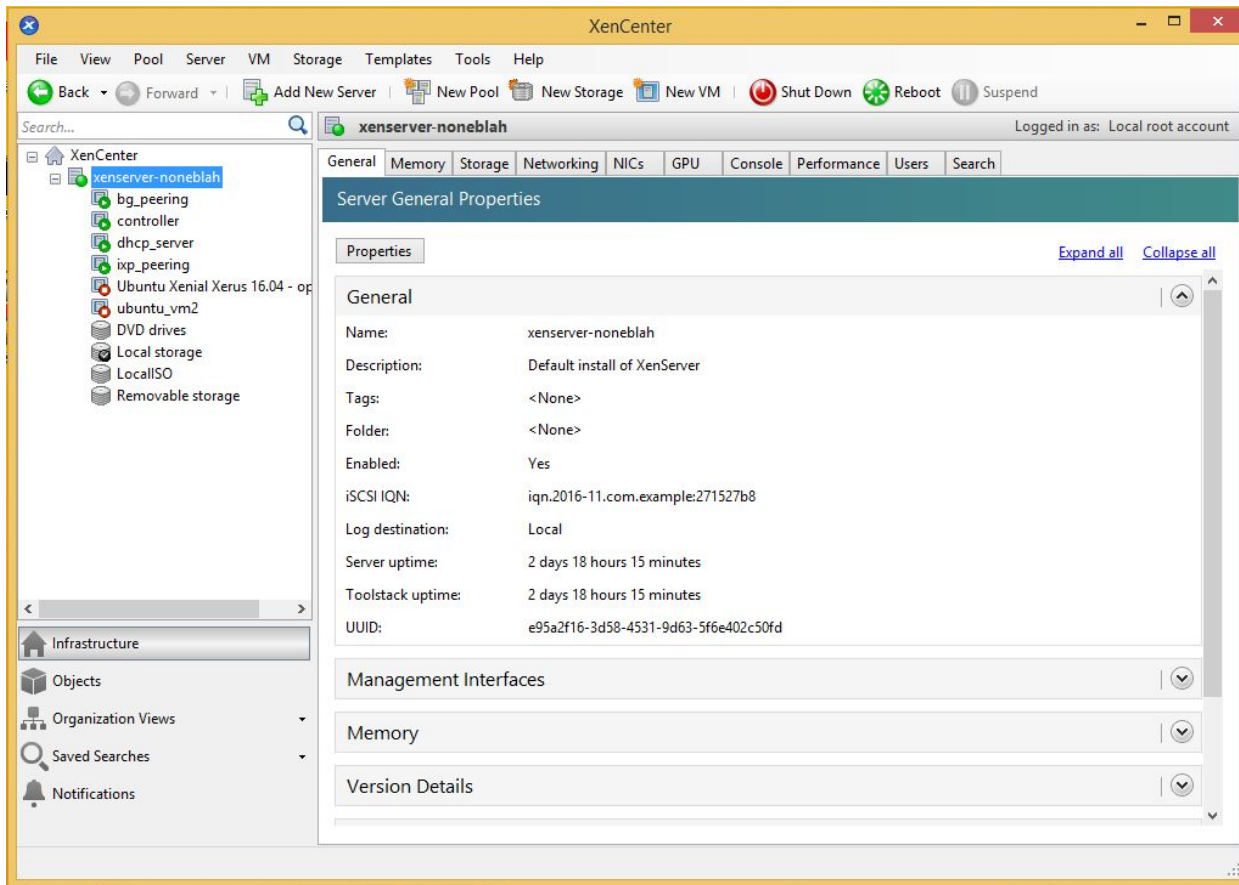 XenCenter
File View Pool Server VM Storage Templates Tools Help
Back Forward Add New Server New Pool New Storage New VM Shut Down Reboot Suspend
Search...
xenserver-noneblah Logged in as: Local root account
XenCenter
xenserver-noneblah
bg_peering
controller
dhcp_server
ixp_peering
Ubuntu Xenial Xerus 16.04 - op
ubuntu_vm2
DVD drives
Local storage
LocalISO
Removable storage
Infrastructure
Objects
Organization Views
Saved Searches
Notifications
General Memory Storage Networking NICs GPU Console Performance Users Search
Server General Properties
Properties Expand all Collapse all
General
Name: xenserver-noneblah
Description: Default install of XenServer
Tags: <None>
Folder: <None>
Enabled: Yes
iSCSI IQN: iqn.2016-11.com.example:271527b8
Log destination: Local
Server uptime: 2 days 18 hours 15 minutes
Toolstack uptime: 2 days 18 hours 15 minutes
UUID: e95a2f16-3d58-4531-9d63-5f6e402c50fd
Management Interfaces
Memory
Version Details